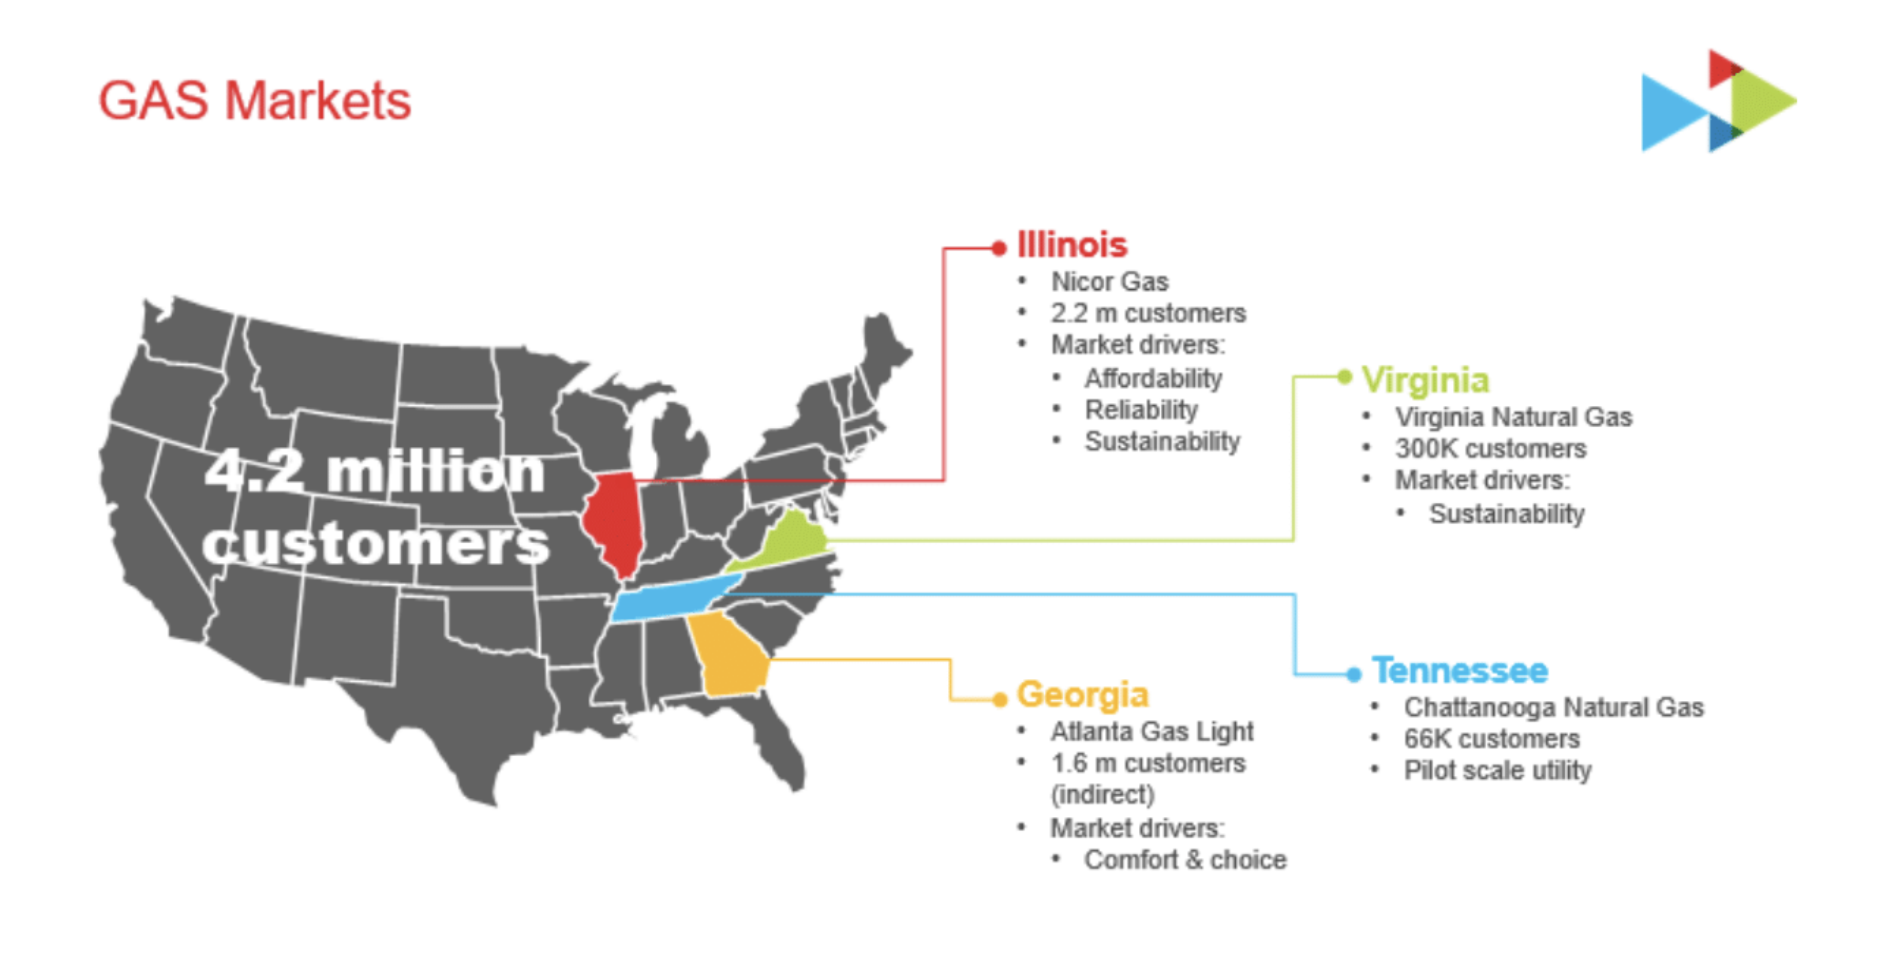 GAS Markets
4.2 million
customers
Illinois
• Nicor Gas
• 2.2 m customers
• Market drivers:
• Affordability
• Reliability
• Sustainability
Virginia
• Virginia Natural Gas
• 300K customers
• Market drivers:
• Sustainability
Georgia
• Atlanta Gas Light
• 1.6 m customers
(indirect)
• Market drivers:
• Comfort & choice
Tennessee
• Chattanooga Natural Gas
• 66K customers
• Pilot scale utility